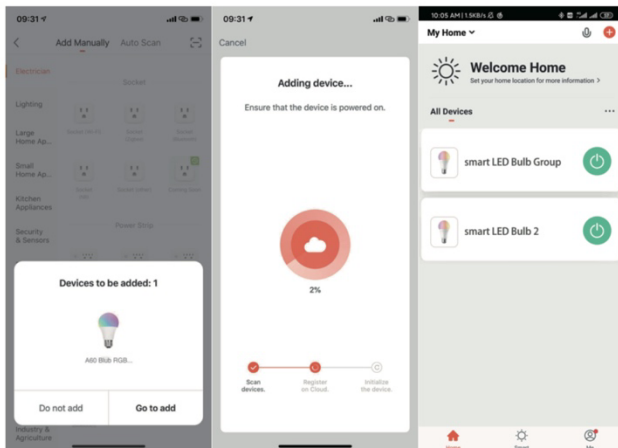 09:31
Add Manually Auto Scan
Electrician
Socket
Lighting
Large
Home Ap...
Small
Home Ap...
Kitchen
Appliances
Power Strip
Security
& Sensors
Devices to be added: 1
A60 Blub RGB...
Do not add Go to add
Industry &
Agriculture
09:31
Cancel
Adding device...
Ensure that the device is powered on.
2%
Scan
devices.
Register
on Cloud.
Initialize
the device.
10:05 AM | 1.5KB/s
My Home
Welcome Home
Set your home location for more information >
All Devices
smart LED Bulb Group
smart LED Bulb 2
Home Smart Me